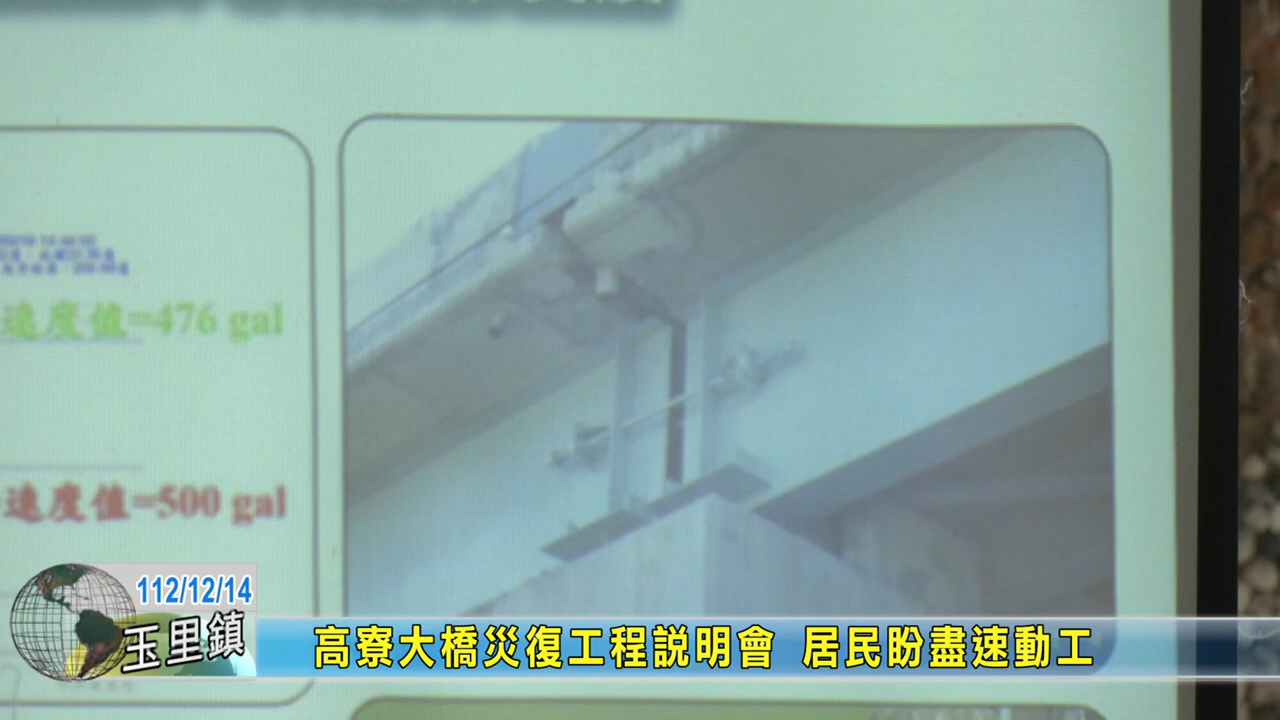 速度值=476 gal
速度值=500 gal
112/12/14
玉里鎮
高寮大橋災復工程説明會 居民盼盡速動工